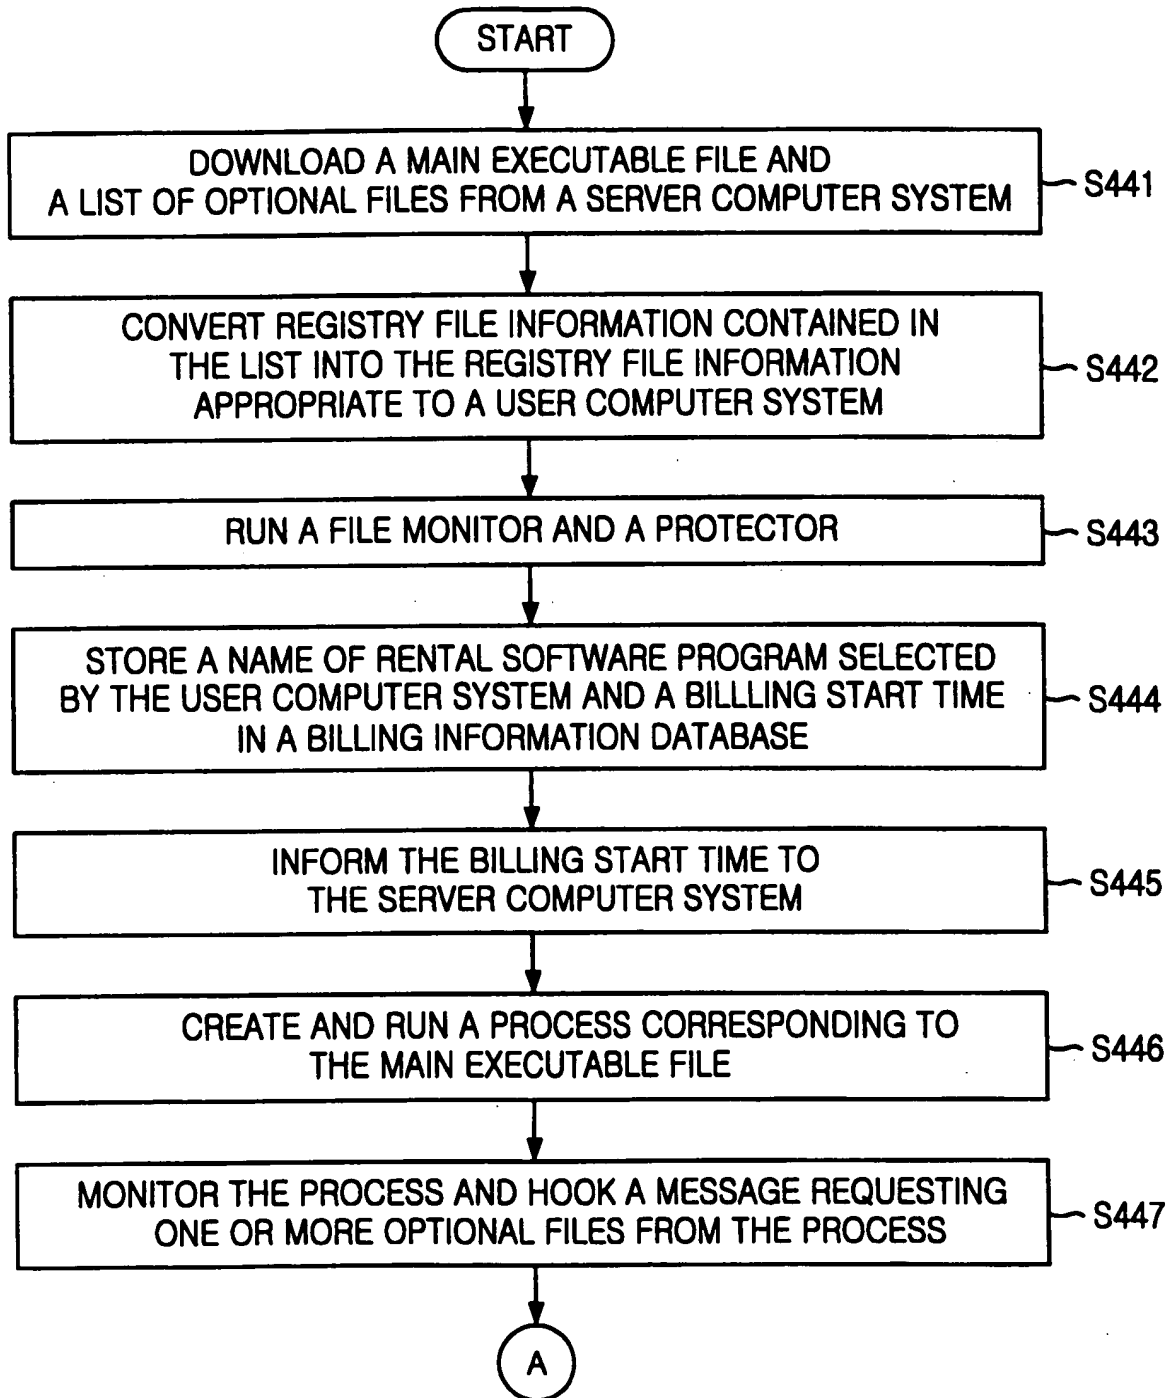 START
DOWNLOAD A MAIN EXECUTABLE FILE AND
A LIST OF OPTIONAL FILES FROM A SERVER COMPUTER SYSTEM
S441
CONVERT REGISTRY FILE INFORMATION CONTAINED IN
THE LIST INTO THE REGISTRY FILE INFORMATION
APPROPRIATE TO A USER COMPUTER SYSTEM
S442
RUN A FILE MONITOR AND A PROTECTOR
S443
STORE A NAME OF RENTAL SOFTWARE PROGRAM SELECTED
BY THE USER COMPUTER SYSTEM AND A BILLLING START TIME
IN A BILLING INFORMATION DATABASE
S444
INFORM THE BILLING START TIME TO
THE SERVER COMPUTER SYSTEM
S445
CREATE AND RUN A PROCESS CORRESPONDING TO
THE MAIN EXECUTABLE FILE
S446
MONITOR THE PROCESS AND HOOK A MESSAGE REQUESTING
ONE OR MORE OPTIONAL FILES FROM THE PROCESS
S447
A